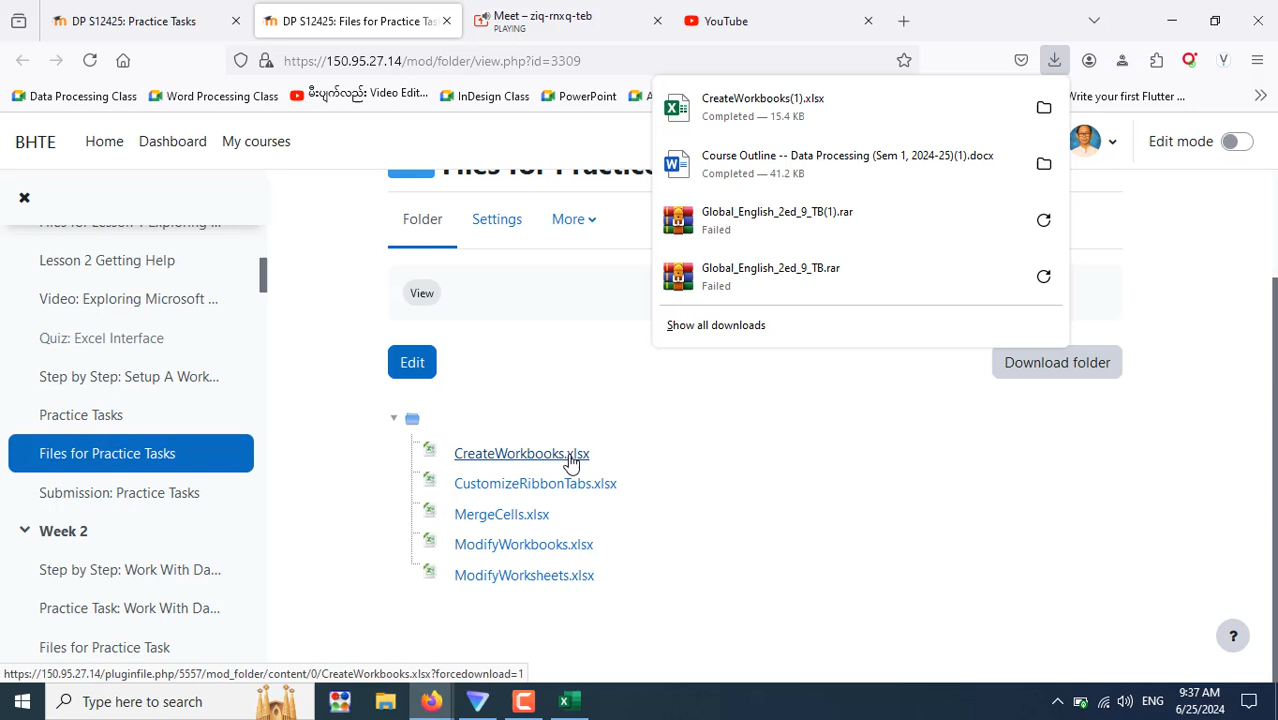 DP S12425: Practice Tasks
DP S12425: Files for Practice Tas
Meet – ziq-rnxq-teb
PLAYING
YouTube
https://150.95.27.14/mod/folder/view.php?id=3309
Data Processing Class
Word Processing Class
မီးပျက်လည်း Video Edit...
InDesign Class
PowerPoint
Write your first Flutter ...
CreateWorkbooks(1).xlsx
Completed — 15.4 KB
Course Outline -- Data Processing (Sem 1, 2024-25)(1).docx
Completed — 41.2 KB
Global_English_2ed_9_TB(1).rar
Failed
Global_English_2ed_9_TB.rar
Failed
Show all downloads
BHTE
Home
Dashboard
My courses
Edit mode
Lesson 2 Getting Help
Video: Exploring Microsoft ...
Quiz: Excel Interface
Step by Step: Setup A Work...
Practice Tasks
Files for Practice Tasks
Submission: Practice Tasks
Week 2
Step by Step: Work With Da...
Practice Task: Work With Da...
Files for Practice Task
Folder
Settings
More
View
Edit
Download folder
CreateWorkbooks.xlsx
CustomizeRibbonTabs.xlsx
MergeCells.xlsx
ModifyWorkbooks.xlsx
ModifyWorksheets.xlsx
?
https://150.95.27.14/pluginfile.php/5557/mod_folder/content/0/CreateWorkbooks.xlsx?forcedownload=1
Type here to search
ENG
9:37 AM
6/25/2024